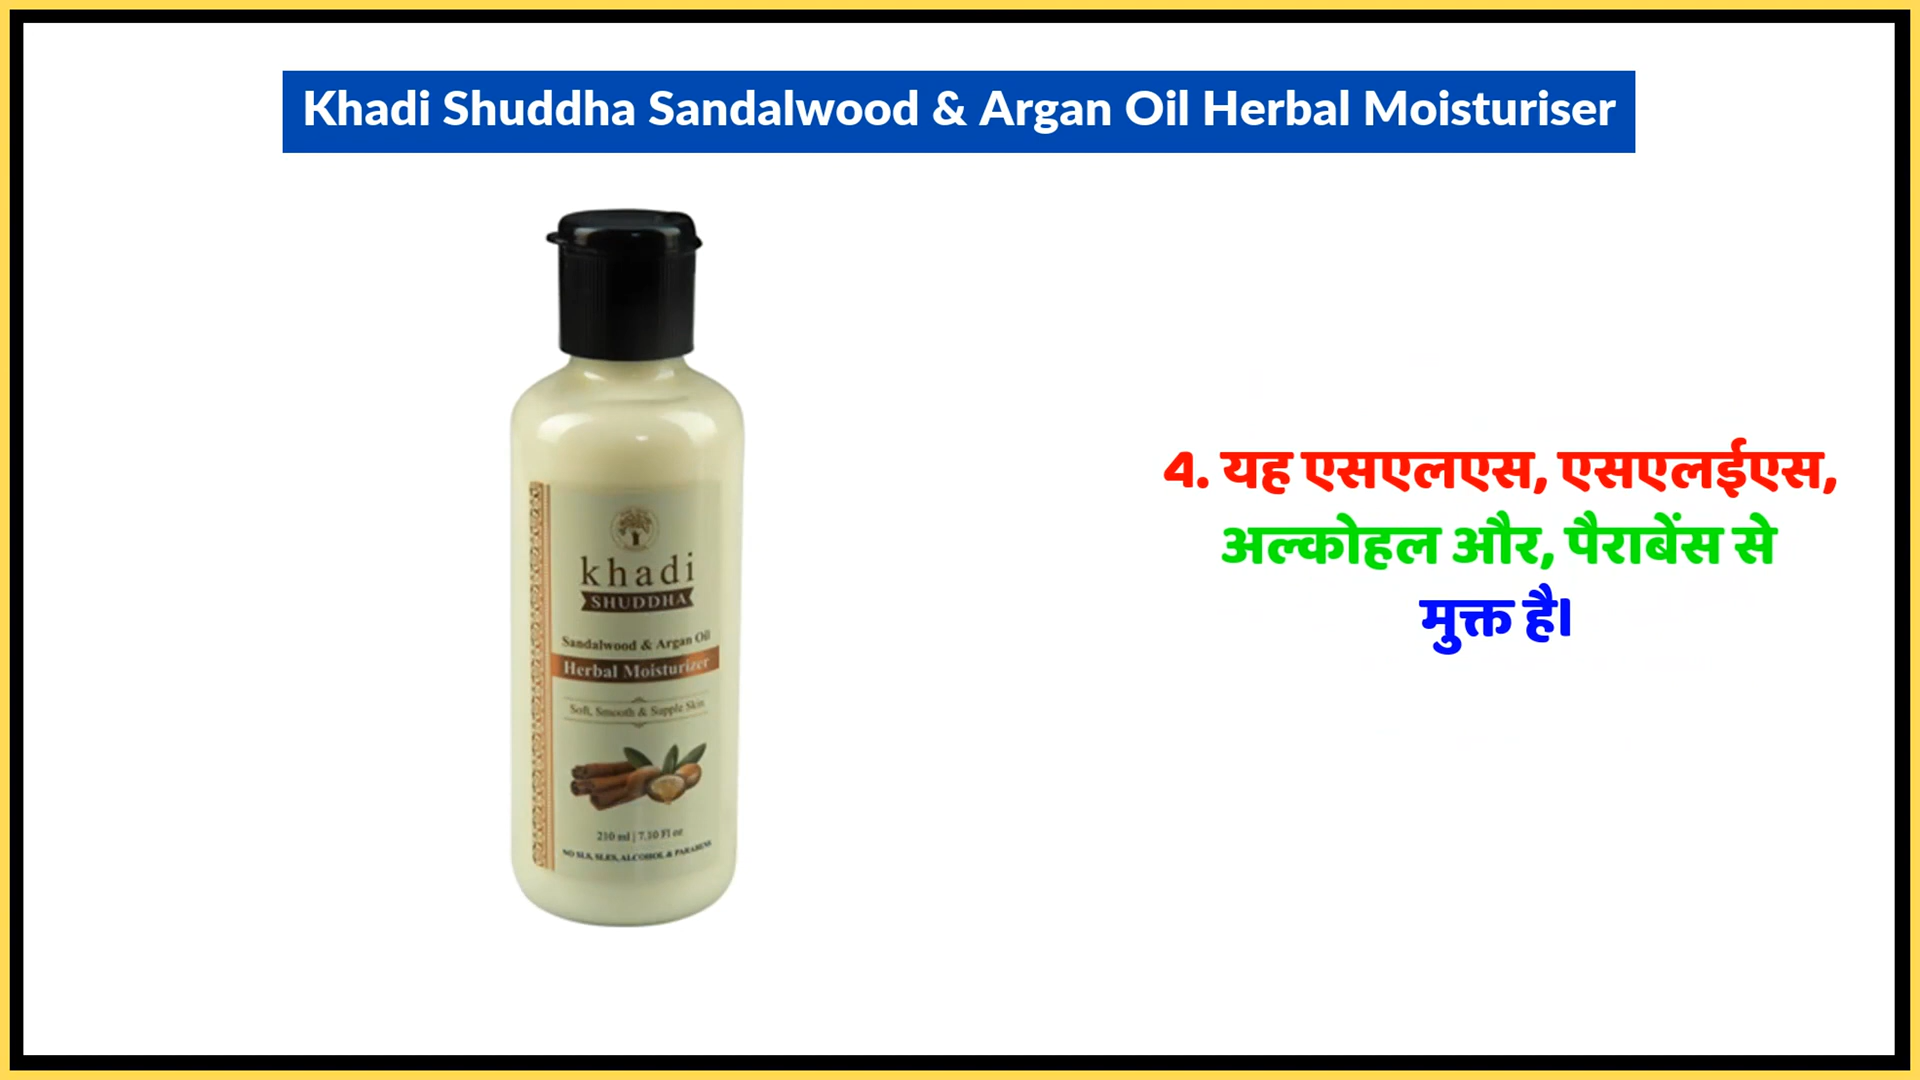 Khadi Shuddha Sandalwood & Argan Oil Herbal Moisturiser
khadi
SHUDDHA
Sandalwood & Argan Oil
Herbal Moisturizer
Soft, Smooth & Supple Skin
210 ml | 7.10 Fl oz
NO SLS, SLES, ALCOHOL & PARABENS
4. यह एसएलएस, एसएलईएस,
अल्कोहल और, पैराबेंस से
मुक्त है।